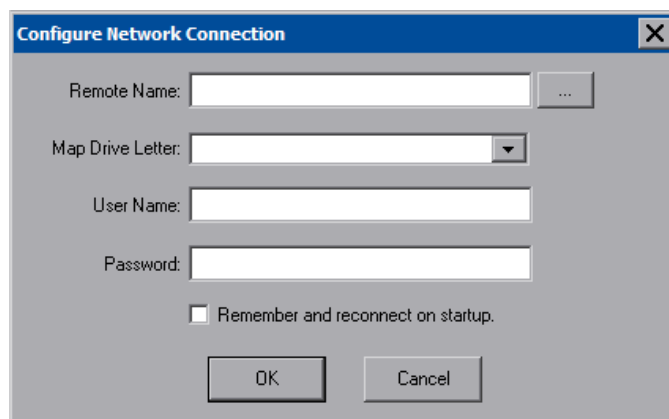 Configure Network Connection
Remote Name:
...
Map Drive Letter:
User Name:
Password:
Remember and reconnect on startup.
OK
Cancel